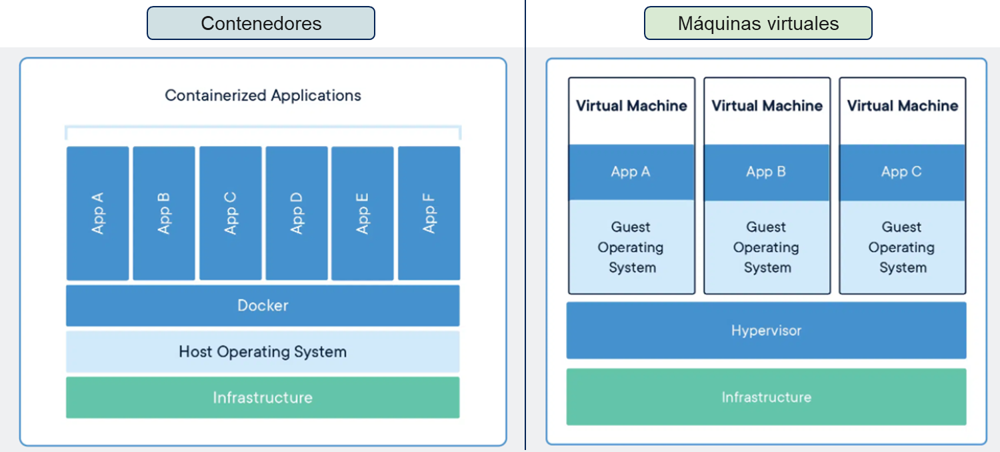 Contenedores
Containerized Applications
App A
App B
App C
App D
App E
App F
Docker
Host Operating System
Infrastructure
Máquinas virtuales
Virtual Machine
App A
Guest
Operating
System
Virtual Machine
App B
Guest
Operating
System
Virtual Machine
App C
Guest
Operating
System
Hypervisor
Infrastructure